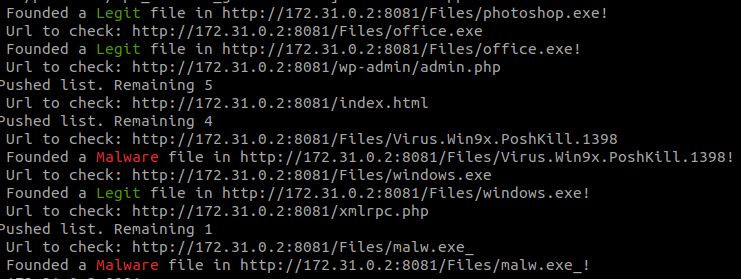 Founded a Legit file in http://172.31.0.2:8081/Files/photoshop.exe!
Url to check: http://172.31.0.2:8081/Files/office.exe
Founded a Legit file in http://172.31.0.2:8081/Files/office.exe!
Url to check: http://172.31.0.2:8081/wp-admin/admin.php
Pushed list. Remaining 5
Url to check: http://172.31.0.2:8081/index.html
Pushed list. Remaining 4
Url to check: http://172.31.0.2:8081/Files/Virus.Win9x.PoshKill.1398
Founded a Malware file in http://172.31.0.2:8081/Files/Virus.Win9x.PoshKill.1398!
Url to check: http://172.31.0.2:8081/Files/windows.exe
Founded a Legit file in http://172.31.0.2:8081/Files/windows.exe!
Url to check: http://172.31.0.2:8081/xmlrpc.php
Pushed list. Remaining 1
Url to check: http://172.31.0.2:8081/Files/malw.exe_
Founded a Malware file in http://172.31.0.2:8081/Files/malw.exe_!